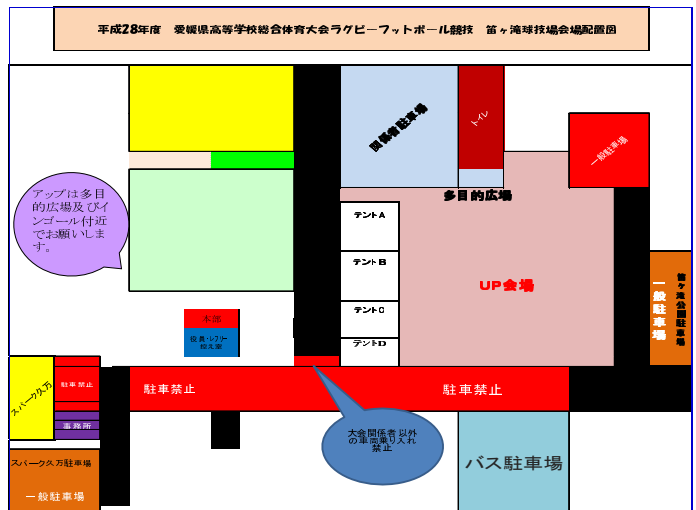 平成28年度　愛媛県高等学校総合体育大会ラグビーフットボール競技　笛ヶ滝球技場会場配置図
関係者駐車場
トイレ
一般駐車場
アップは多目
的広場及びイ
ンゴール付近
でお願いしま
す。
多目的広場
テントA
テントB
テントC
テントD
UP会場
一般駐車場
笛ヶ滝公園駐車場
本部
役員・レフリー
控え室
スパーク久万
駐車禁止
事務所
駐車禁止
駐車禁止
大会関係者以外
の車両乗り入れ
禁止
スパーク久万駐車場
一般駐車場
バス駐車場